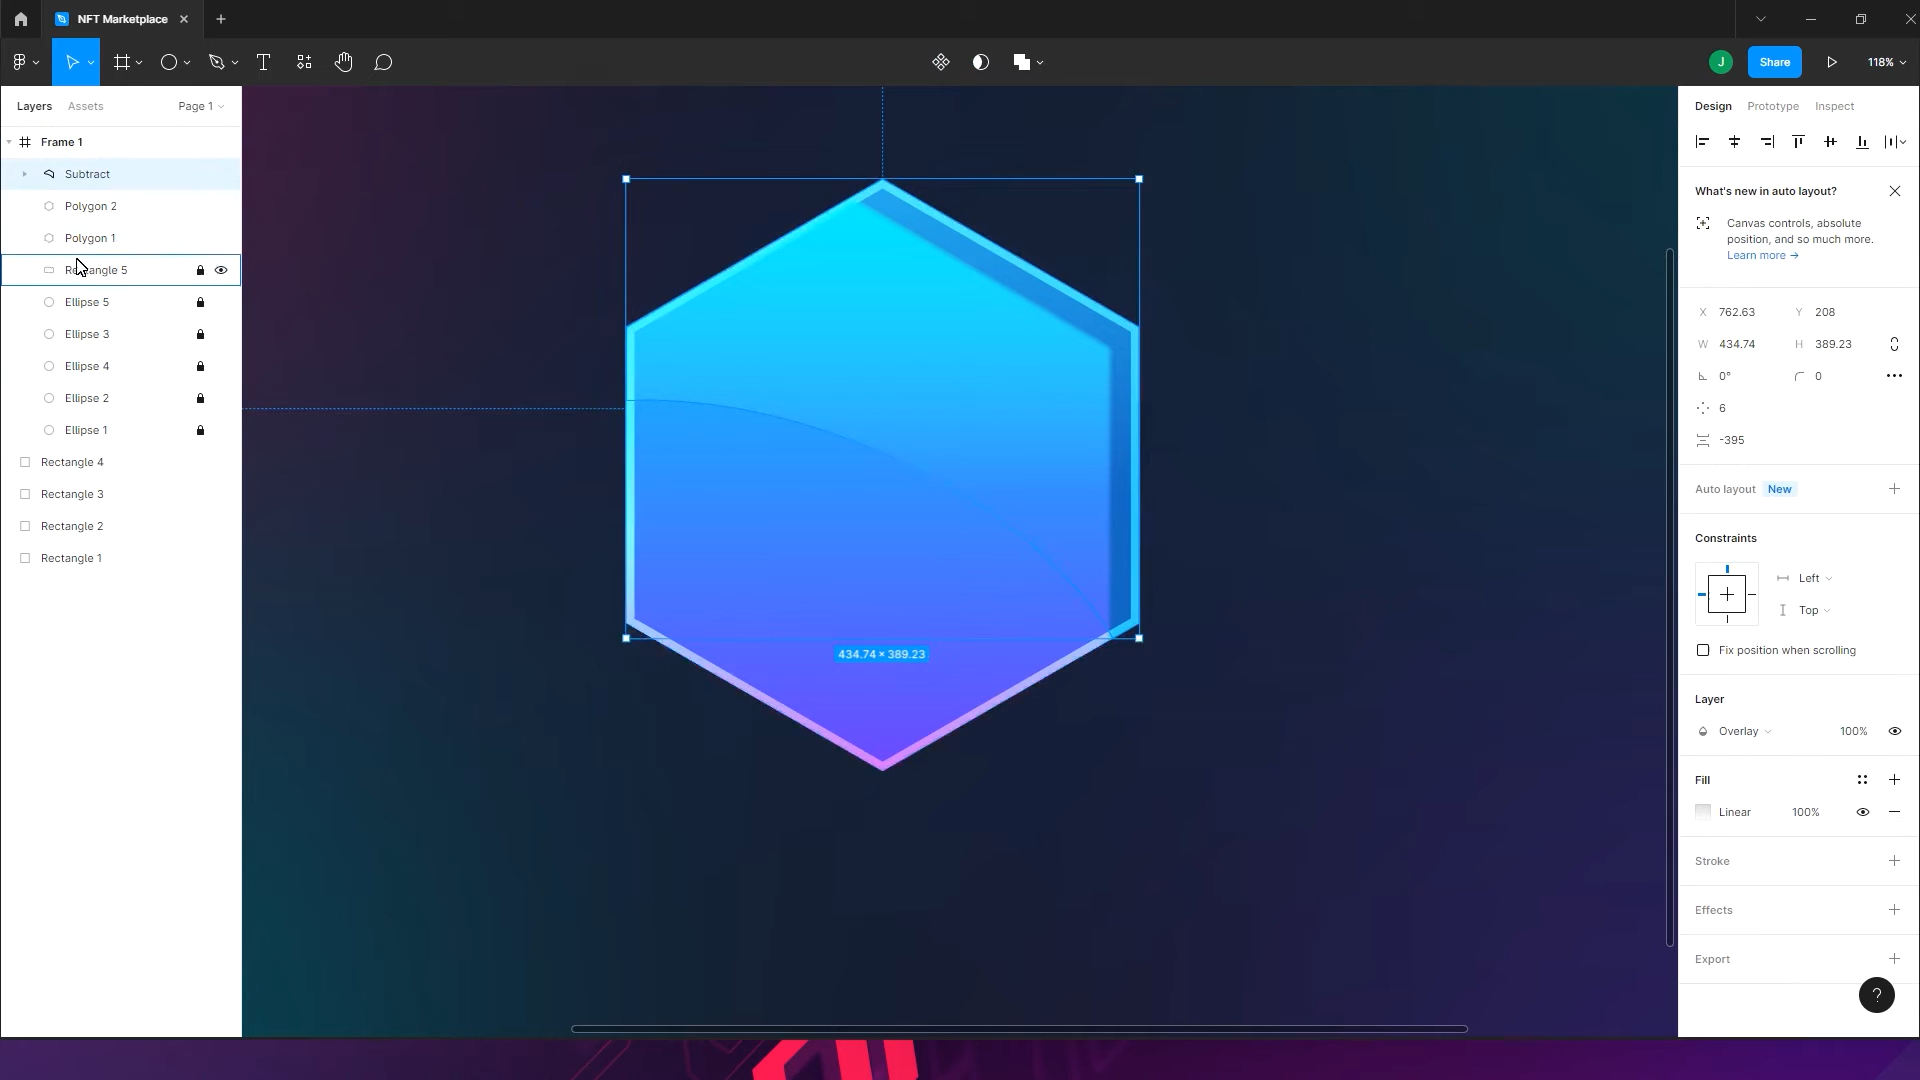 NFT Marketplace
J
Share
118%
Layers
Assets
Page 1
Frame 1
Subtract
Polygon 2
Polygon 1
Rectangle 5
Ellipse 5
Ellipse 3
Ellipse 4
Ellipse 2
Ellipse 1
Rectangle 4
Rectangle 3
Rectangle 2
Rectangle 1
434.74 × 389.23
Design
Prototype
Inspect
What's new in auto layout?
Canvas controls, absolute
position, and so much more.
Learn more →
X 762.63 Y 208
W 434.74 H 389.23
0° 0
6
-395
Auto layout New
Constraints
Left
Top
Fix position when scrolling
Layer
Overlay 100%
Fill
Linear 100%
Stroke
Effects
Export
?